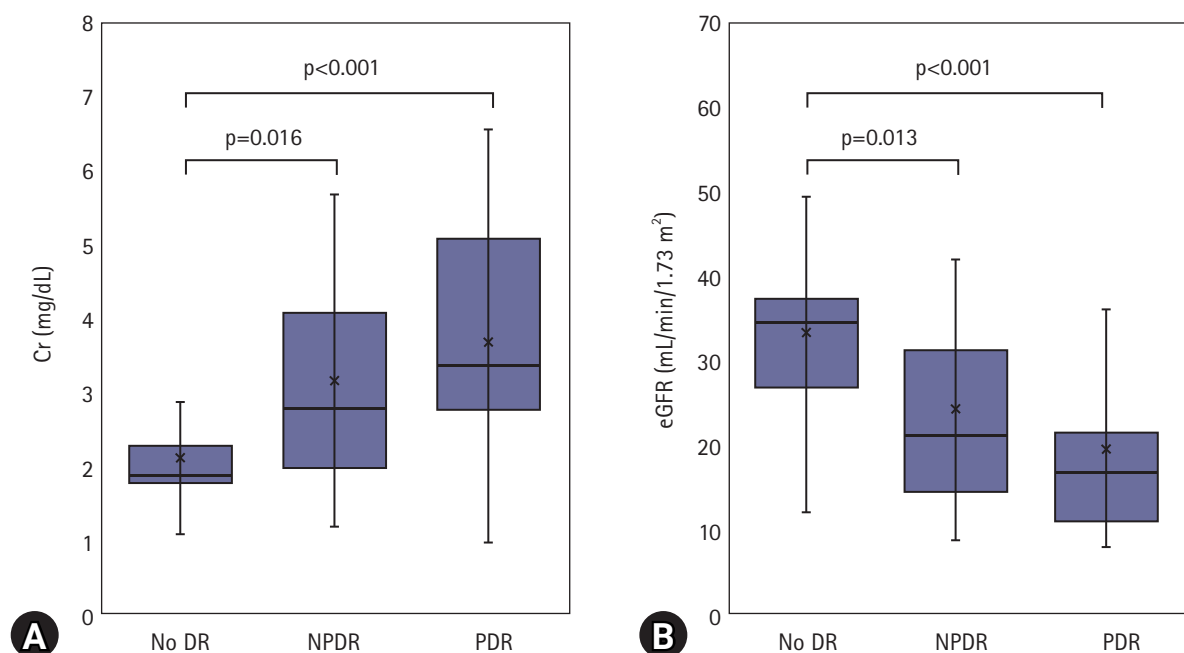 8
7
6
5
4
3
2
1
0
Cr (mg/dL)
p<0.001
p=0.016
No DR
NPDR
PDR
A
70
60
50
40
30
20
10
0
eGFR (mL/min/1.73 m²)
p<0.001
p=0.013
No DR
NPDR
PDR
B